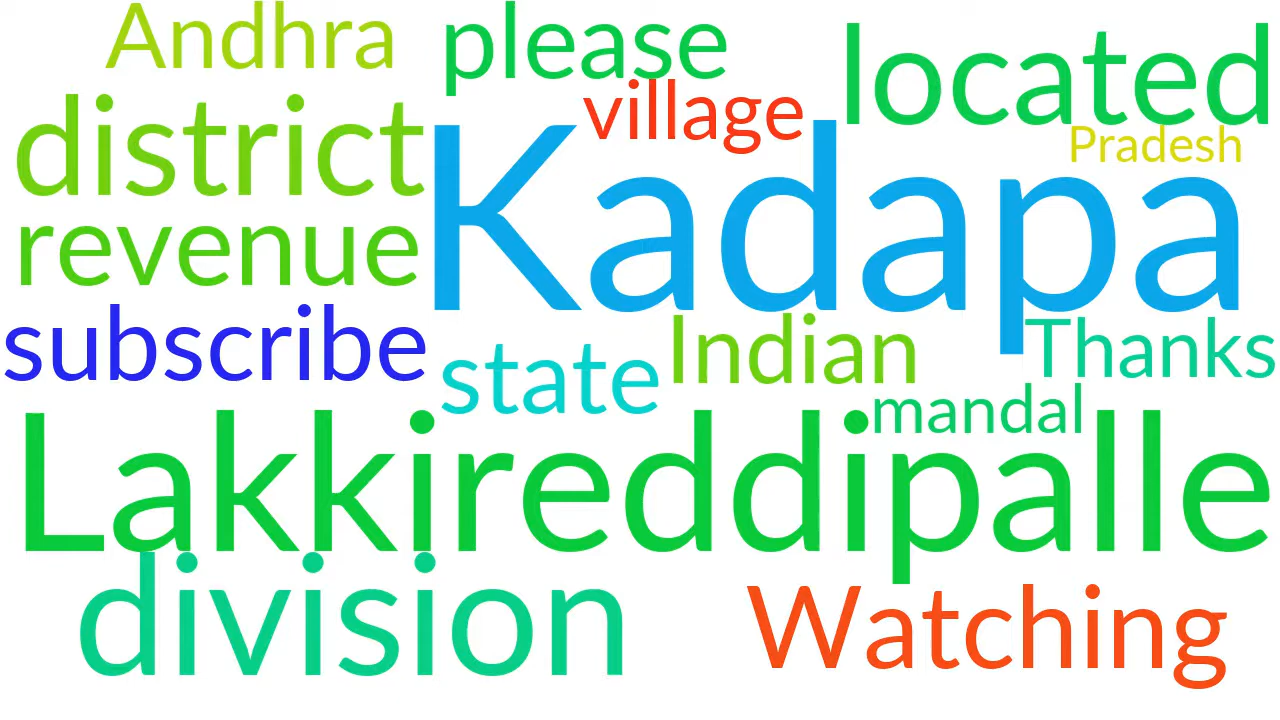 Andhra
please
located
village
district
Pradesh
Kadapa
revenue
subscribe
state
Indian
Thanks
mandal
Lakkireddipalle
division
Watching